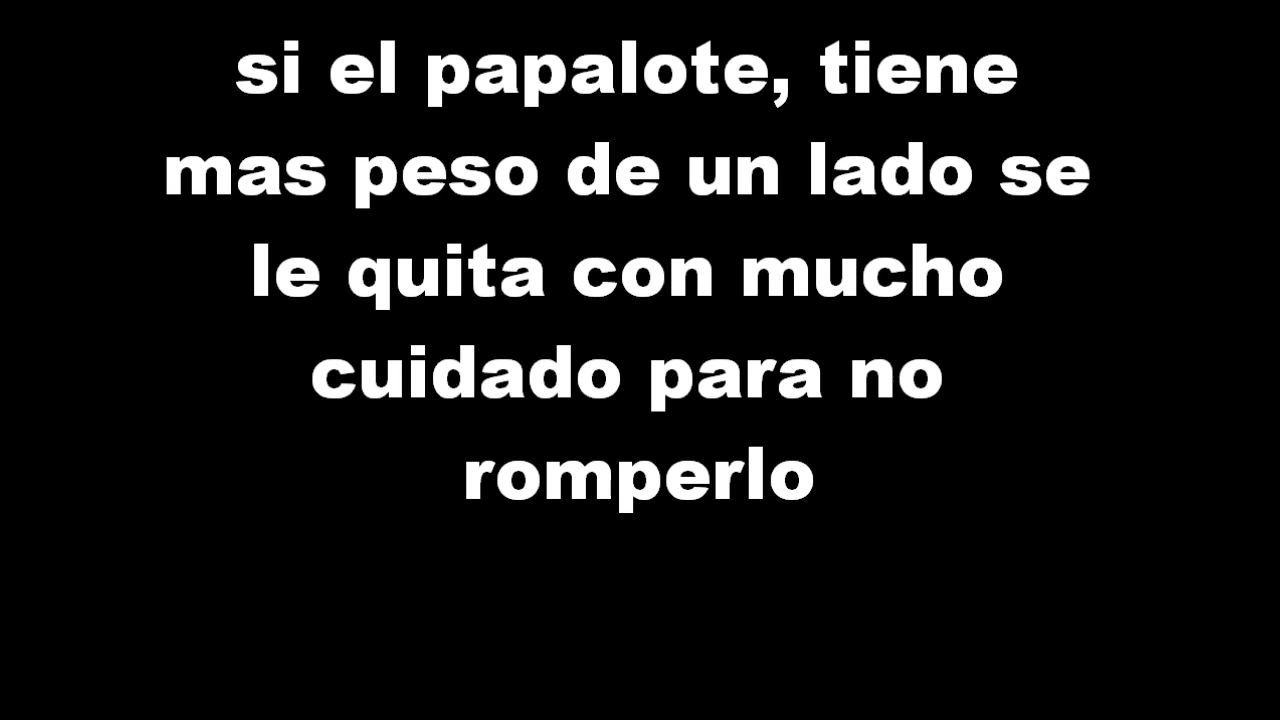 si el papalote, tiene
mas peso de un lado se
le quita con mucho
cuidado para no
romperlo